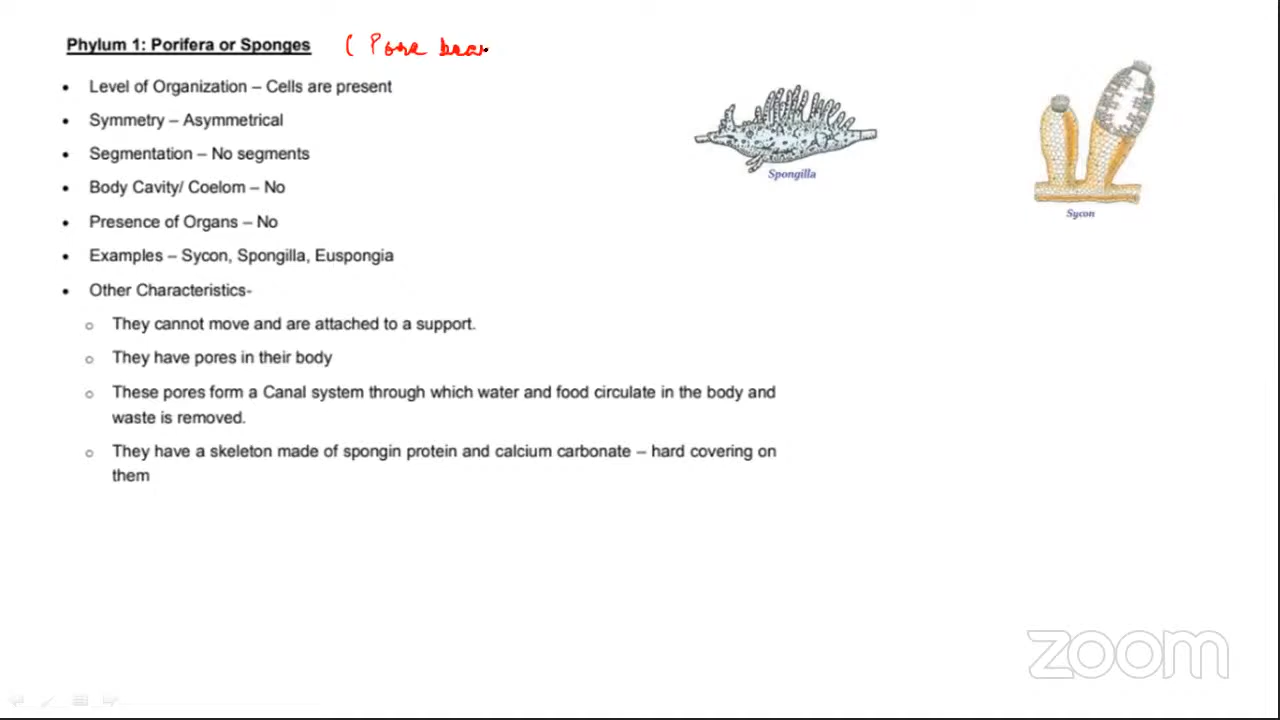 Phylum 1: Porifera or Sponges ( Pore bear
• Level of Organization – Cells are present
• Symmetry – Asymmetrical
• Segmentation – No segments
• Body Cavity/ Coelom – No
• Presence of Organs – No
• Examples – Sycon, Spongilla, Euspongia
• Other Characteristics-
o They cannot move and are attached to a support.
o They have pores in their body
o These pores form a Canal system through which water and food circulate in the body and
waste is removed.
o They have a skeleton made of spongin protein and calcium carbonate – hard covering on
them
Spongilla
Sycon
zoom